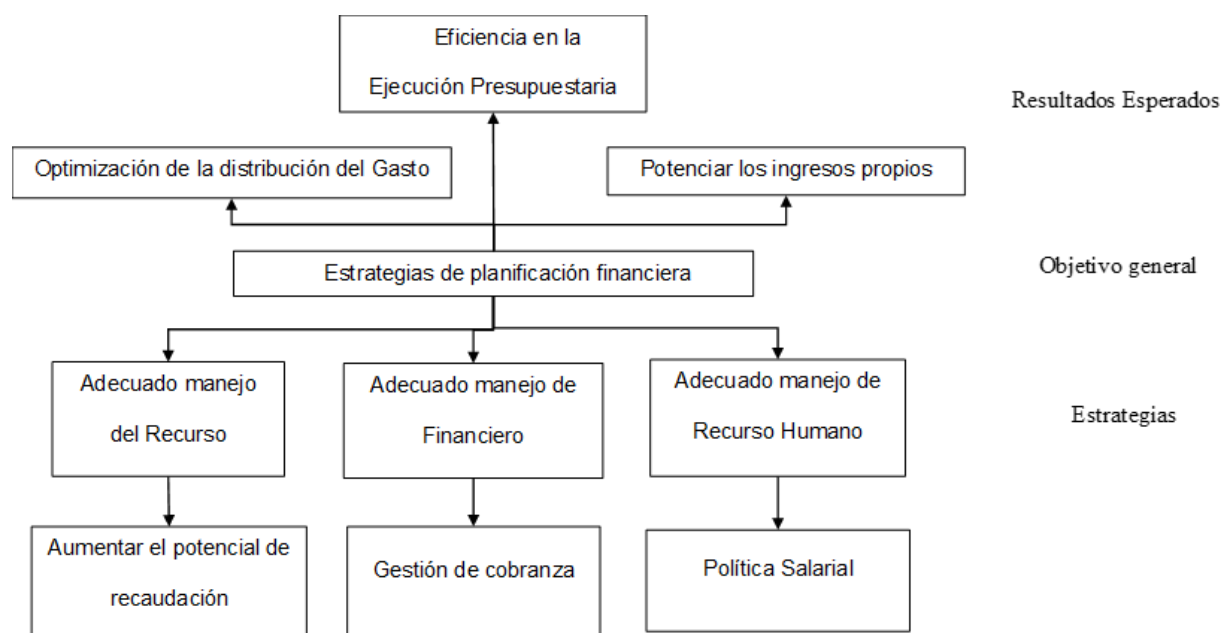 Eficiencia en la
Ejecución Presupuestaria
Resultados Esperados
Optimización de la distribución del Gasto
Potenciar los ingresos propios
Estrategias de planificación financiera
Objetivo general
Adecuado manejo
del Recurso
Adecuado manejo de
Financiero
Adecuado manejo de
Recurso Humano
Estrategias
Aumentar el potencial de
recaudación
Gestión de cobranza
Política Salarial